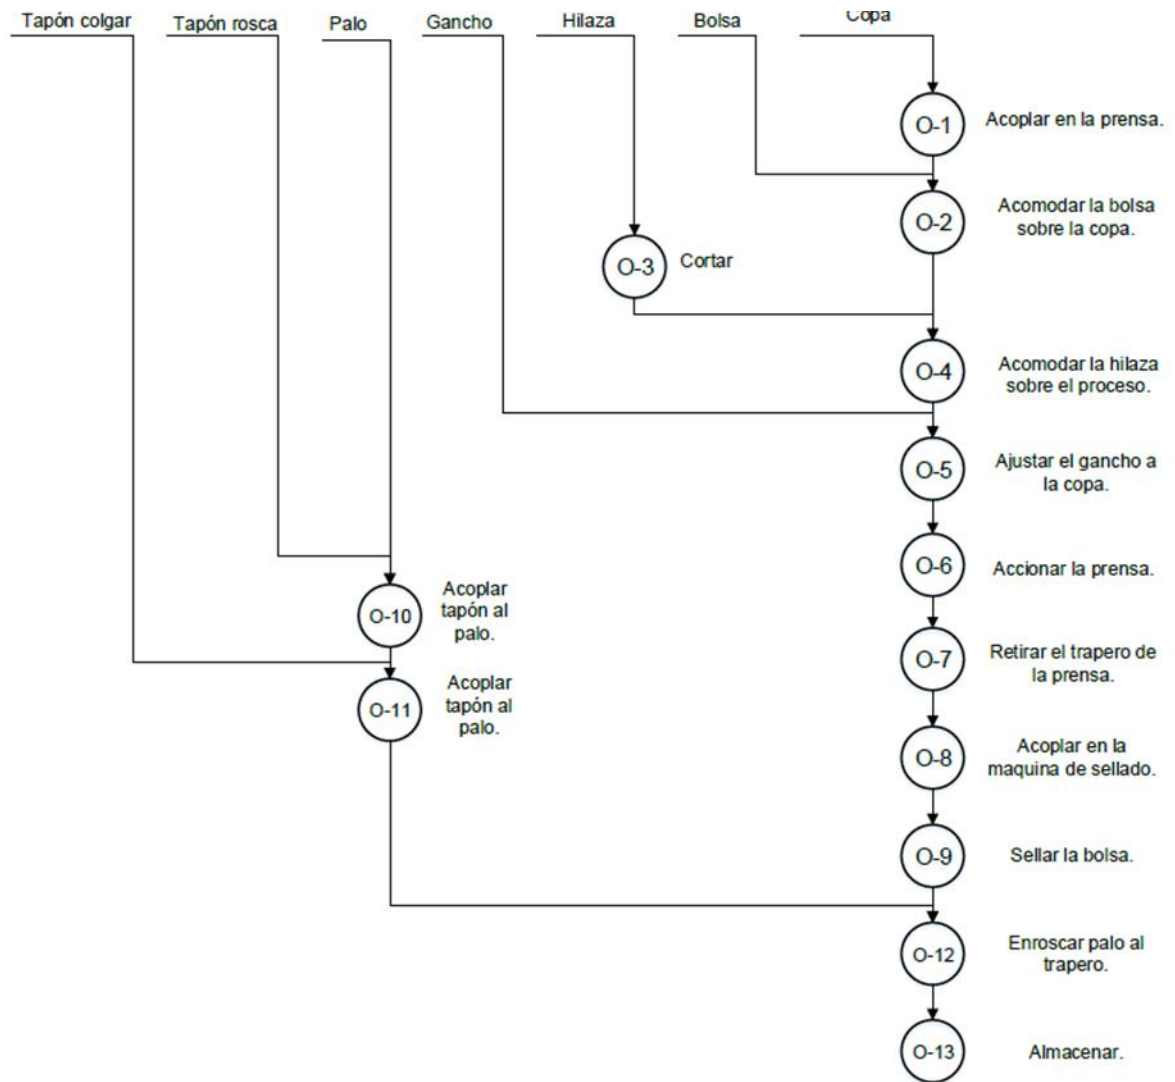 Tapón colgar
Tapón rosca
Palo
Gancho
Hilaza
Bolsa
Copa
O-1
Acoplar en la prensa.
O-2
Acomodar la bolsa
sobre la copa.
O-3
Cortar
O-4
Acomodar la hilaza
sobre el proceso.
O-5
Ajustar el gancho a
la copa.
O-6
Accionar la prensa.
O-10
Acoplar
tapón al
palo.
O-7
Retirar el trapero de
la prensa.
O-11
Acoplar
tapón al
palo.
O-8
Acoplar en la
maquina de sellado.
O-9
Sellar la bolsa.
O-12
Enroscar palo al
trapero.
O-13
Almacenar.